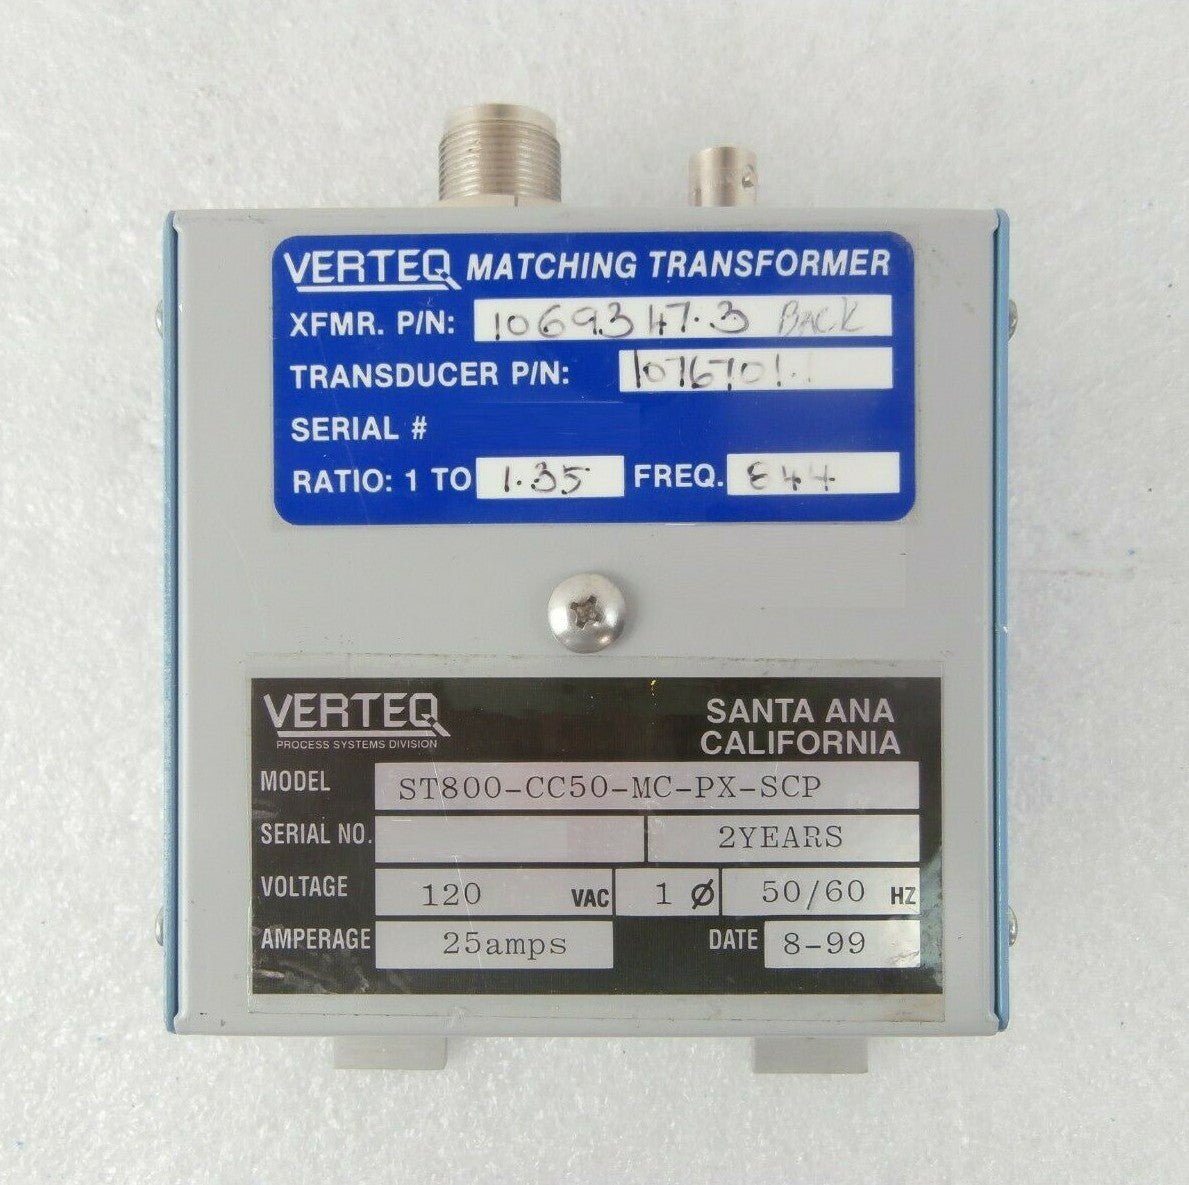 VERTEQ MATCHING TRANSFORMER
XFMR. P/N: 1069347.3 BACK
TRANSDUCER P/N: 1076701.1
SERIAL #
RATIO: 1 TO 1.35 FREQ. 844
VERTEQ SANTA ANA
PROCESS SYSTEMS DIVISION CALIFORNIA
MODEL ST800-CC50-MC-PX-SCP
SERIAL NO. 2YEARS
VOLTAGE 120 VAC 1 Ø 50/60 HZ
AMPERAGE 25amps DATE 8-99